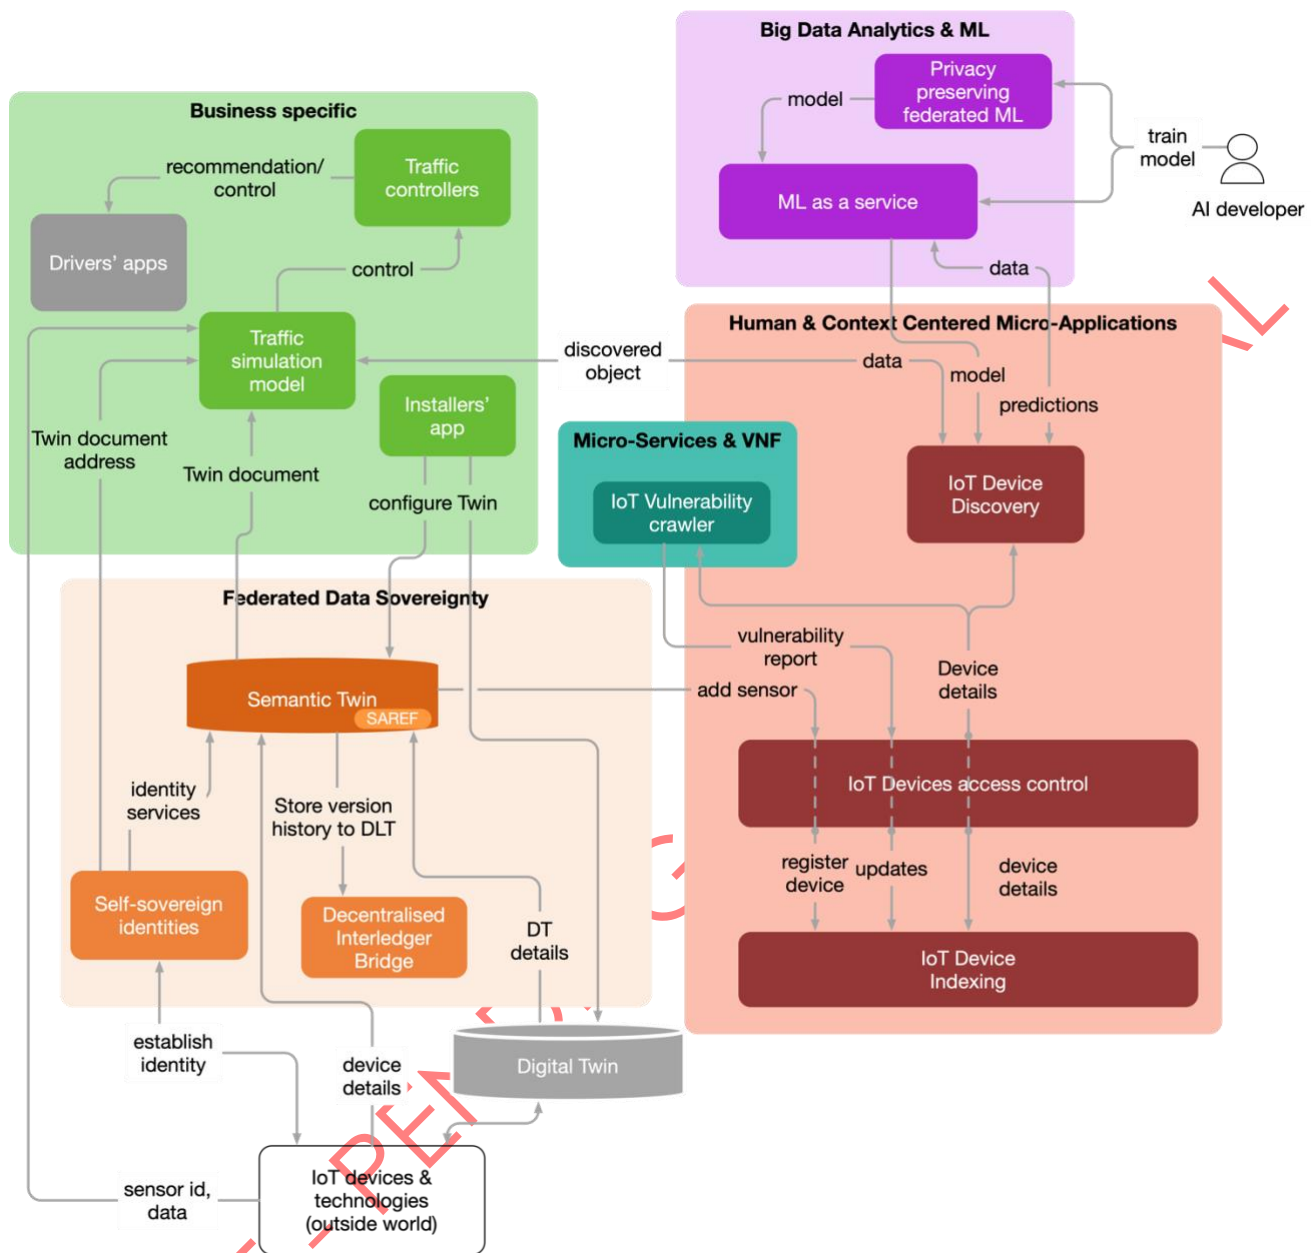 Big Data Analytics & ML
Privacy
preserving
federated ML
model
train
model
ML as a service
AI developer
data
Business specific
Traffic
controllers
recommendation/
control
Drivers' apps
control
Traffic
simulation
model
Installers'
app
Twin document
address
Twin document
configure Twin
discovered
object
Human & Context Centered Micro-Applications
data
model
predictions
IoT Device
Discovery
Micro-Services & VNF
IoT Vulnerability
crawler
vulnerability
report
Device
details
add sensor
IoT Devices access control
register
device
updates
device
details
IoT Device
Indexing
Federated Data Sovereignty
Semantic Twin
SAREF
identity
services
Store version
history to DLT
Self-sovereign
identities
Decentralised
Interledger
Bridge
DT
details
establish
identity
device
details
Digital Twin
sensor id,
data
IoT devices &
technologies
(outside world)